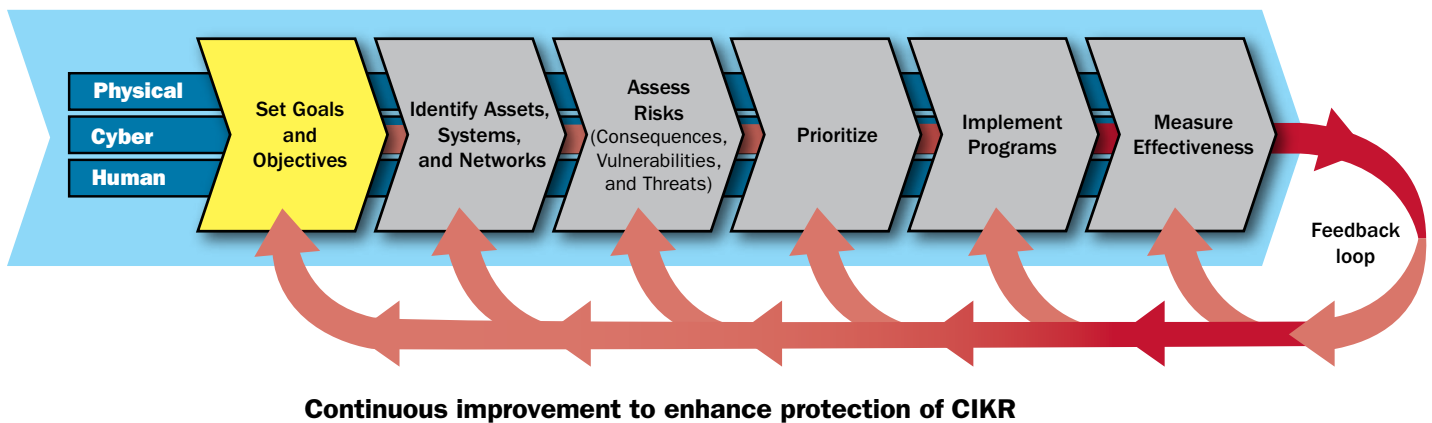 Physical
Cyber
Human
Set Goals
and
Objectives
Identify Assets,
Systems,
and Networks
Assess
Risks
(Consequences,
Vulnerabilities,
and Threats)
Prioritize
Implement
Programs
Measure
Effectiveness
Feedback
loop
Continuous improvement to enhance protection of CIKR